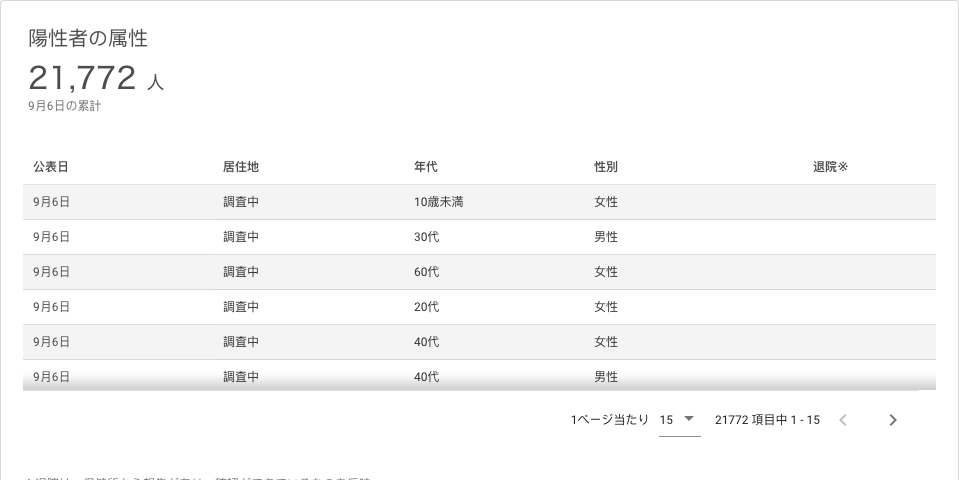 陽性者の属性
21,772 人
9月6日の累計
公表日 居住地 年代 性別 退院※
9月6日 調査中 10歳未満 女性
9月6日 調査中 30代 男性
9月6日 調査中 60代 女性
9月6日 調査中 20代 女性
9月6日 調査中 40代 女性
9月6日 調査中 40代 男性
1ページ当たり 15 21772 項目中 1 - 15